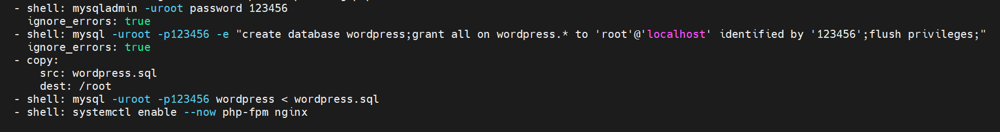 - shell: mysqladmin -uroot password 123456
  ignore_errors: true
- shell: mysql -uroot -p123456 -e "create database wordpress;grant all on wordpress.* to 'root'@'localhost' identified by '123456';flush privileges;"
  ignore_errors: true
- copy:
    src: wordpress.sql
    dest: /root
- shell: mysql -uroot -p123456 wordpress < wordpress.sql
- shell: systemctl enable --now php-fpm nginx